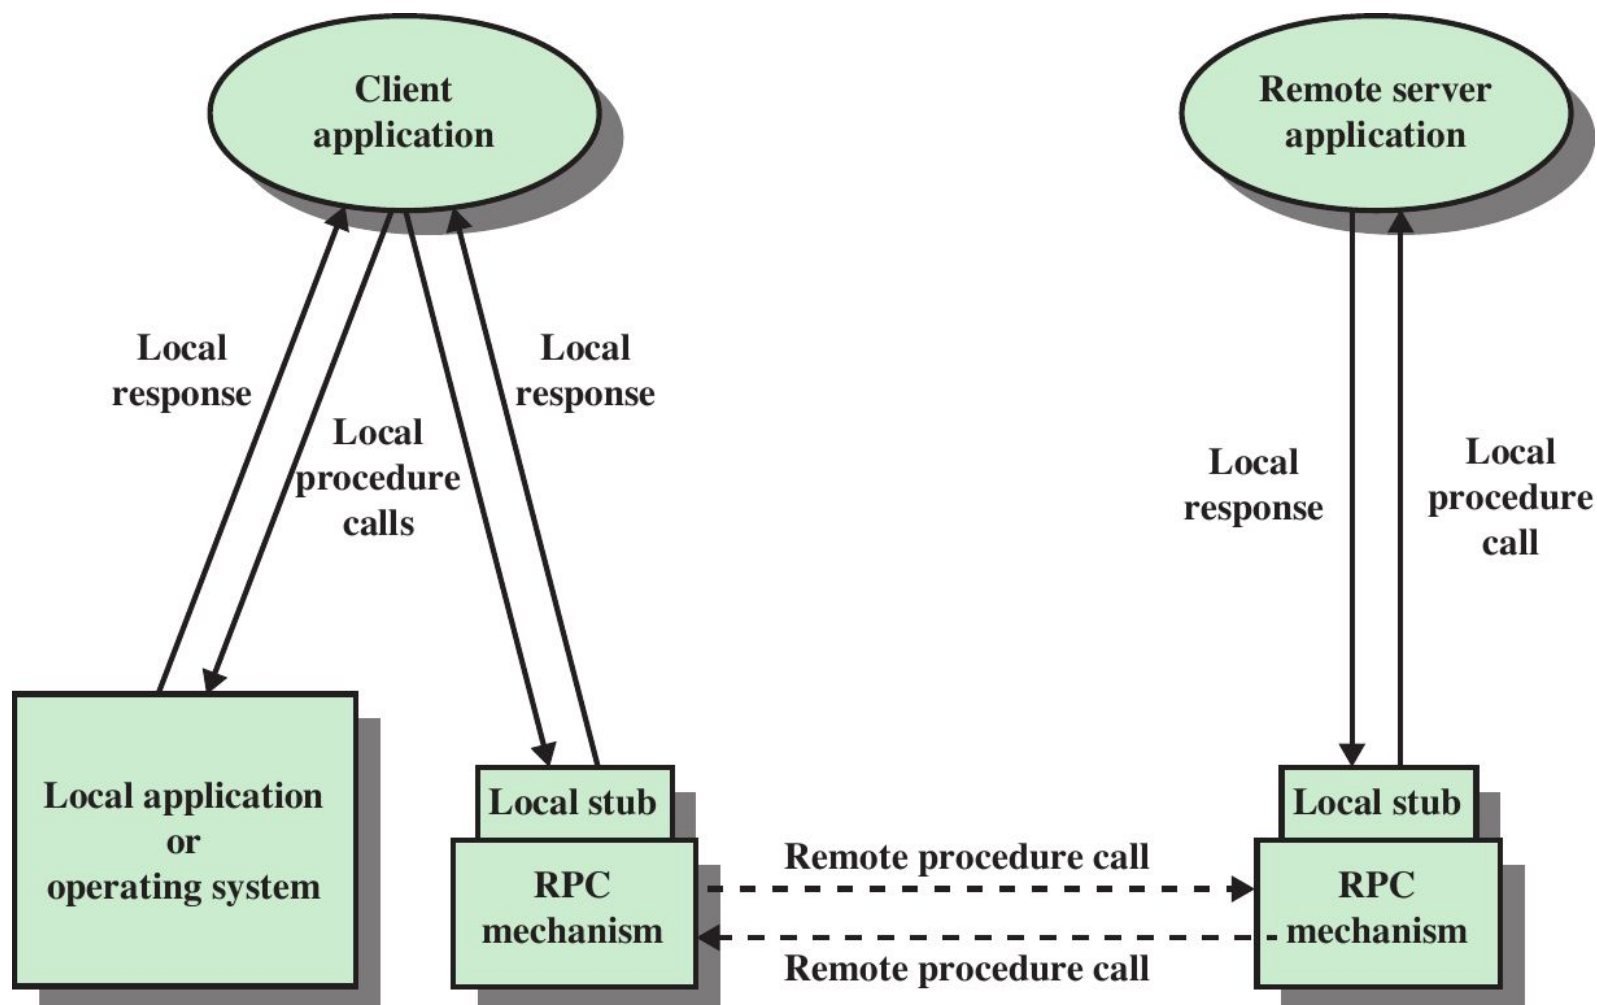 Client
application
Remote server
application
Local
response
Local
procedure
calls
Local
response
Local
response
Local
procedure
call
Local application
or
operating system
Local stub
RPC
mechanism
Remote procedure call
Remote procedure call
Local stub
RPC
mechanism